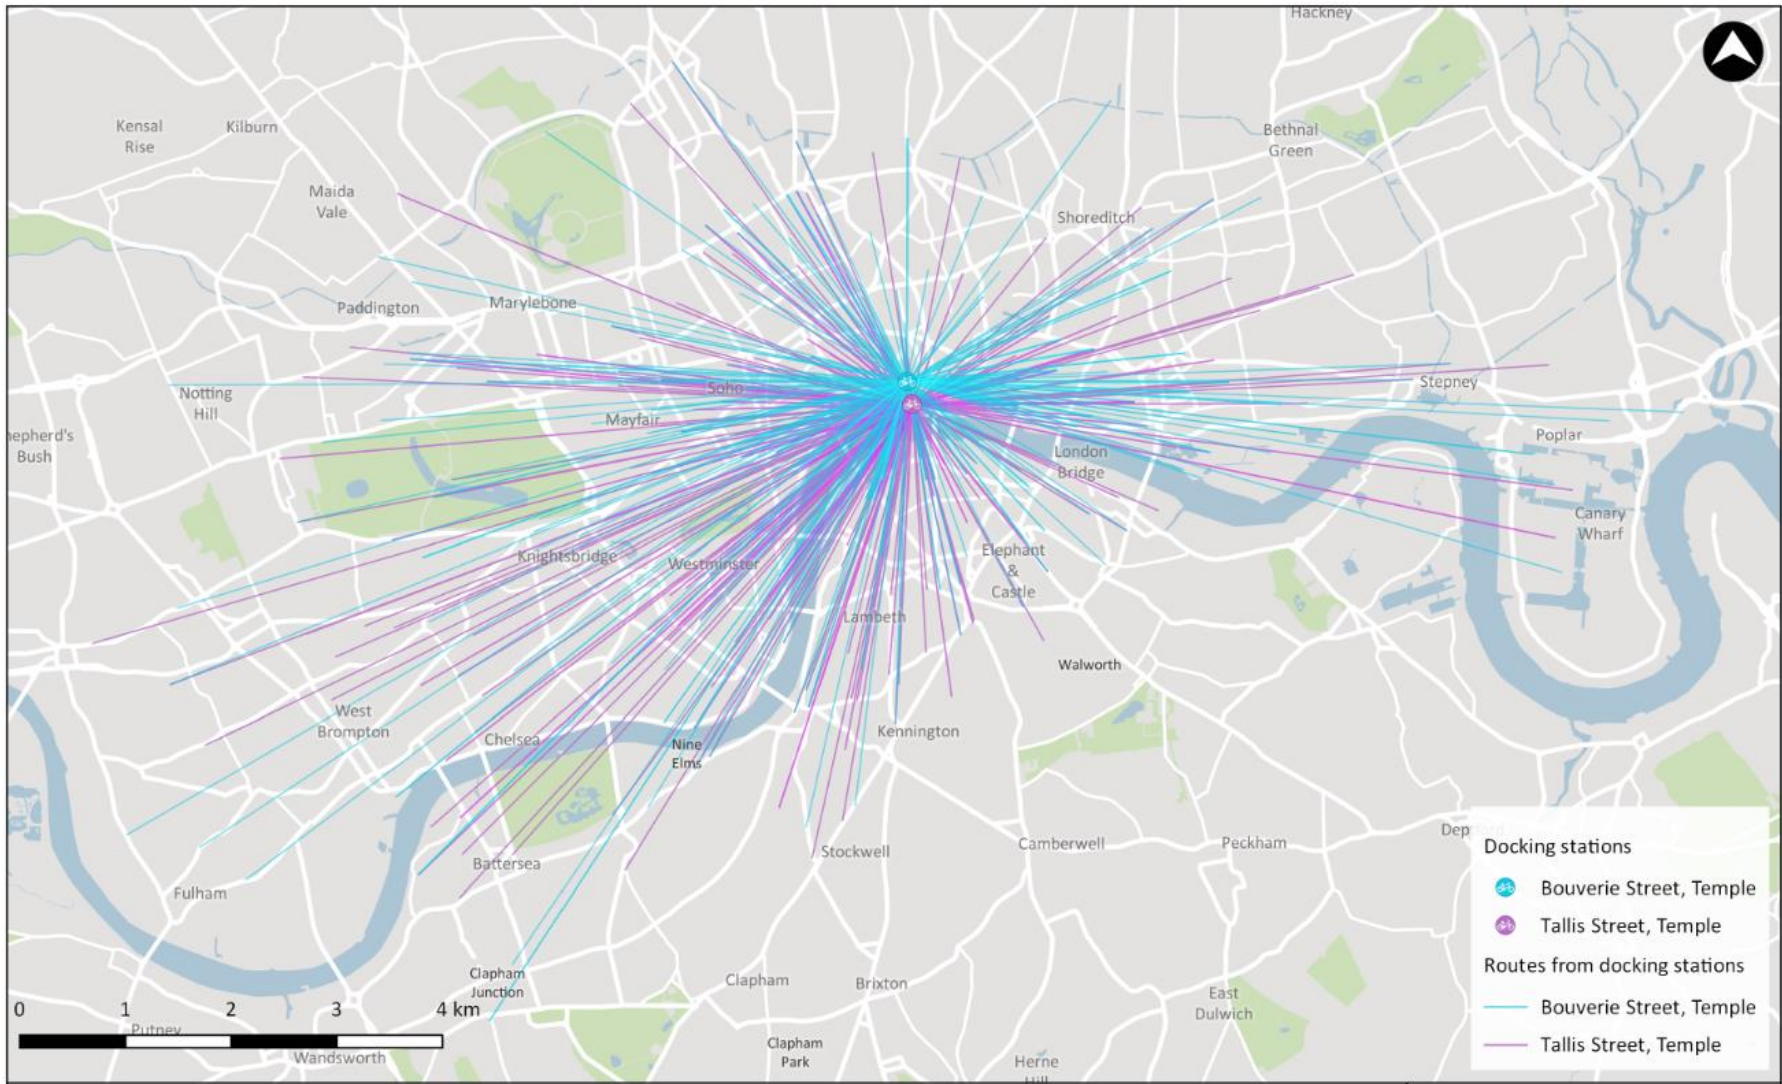 Hackney
Kensal
Rise
Kilburn
Bethnal
Green
Maida
Vale
Shoreditch
Paddington
Marylebone
Notting
Hill
Soho
Mayfair
Stepney
hepherd's
Bush
London
Bridge
Poplar
Canary
Wharf
Knightsbridge
Westminster
Elephant
&
Castle
Lambeth
Walworth
West
Brompton
Chelsea
Nine
Elms
Kennington
Battersea
Stockwell
Camberwell
Peckham
Fulham
Clapham
Junction
Clapham
Brixton
East
Dulwich
Clapham
Park
Herne
Hill
0 1 2 3 4 km
Putney
Wandsworth
Deptford
Docking stations
Bouverie Street, Temple
Tallis Street, Temple
Routes from docking stations
Bouverie Street, Temple
Tallis Street, Temple